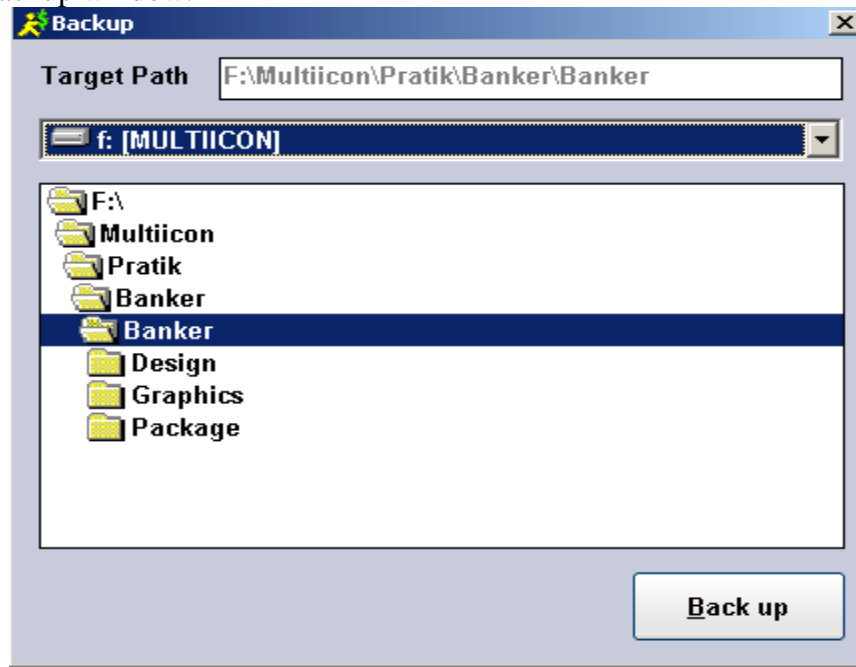 Backup
Target Path F:\Multiicon\Pratik\Banker\Banker
f: [MULTIICON]
F:\
Multiicon
Pratik
Banker
Banker
Design
Graphics
Package
Back up